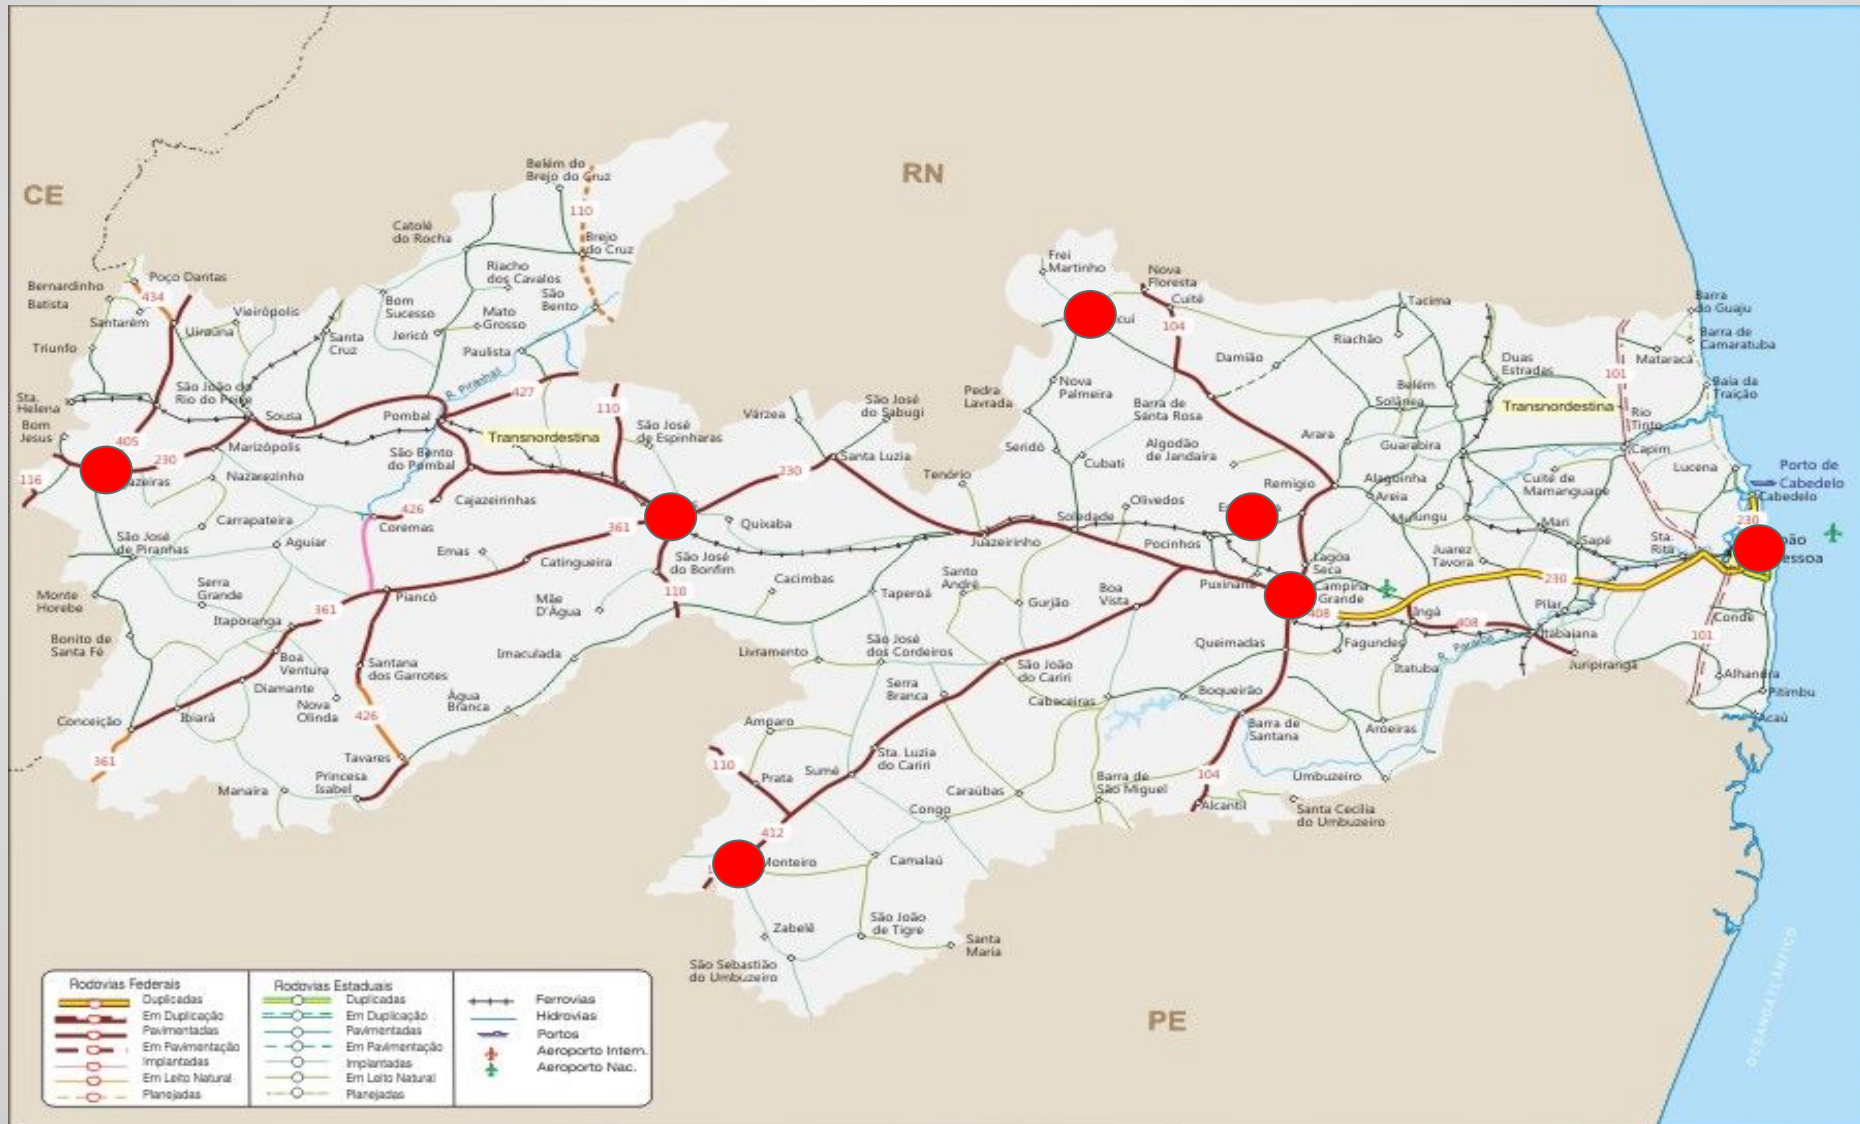 CE
RN
PE
Belém do
Brejo do Cruz
110
Catolé
do Rocha
Brejo
do Cruz
Riacho
dos Cavalos
São
Bento
Bom
Sucesso
Mato
Grosso
Jericó
Paulista
R. Piranhas
427
Poço Dantas
Bernardinho
Batista
434
Santarém
Uiraúna
Vieirópolis
Santa
Cruz
Triunfo
São João do
Rio do Peixe
Sta.
Helena
Bom
Jesus
Sousa
Pombal
405
230
Marizópolis
116
azeiras
Nazarezinho
São Bento
do Pombal
Transnordestina
110
São José
de Espinharas
Várzea
São José
do Sabugi
Santa Luzia
230
Cajazeirinhas
426
Coremas
Carrapateira
Aguiar
São José
de Piranhas
361
Emas
Catingueira
Quixaba
São José
do Bonfim
110
Mãe
D'Água
Cacimbas
Taperoá
Serra
Grande
Monte
Horebe
Piancó
361
Itaporanga
Bonito de
Santa Fé
Boa
Ventura
Santana
dos Garrotes
Diamante
Nova
Olinda
Imaculada
Água
Branca
Conceição
Ibiará
426
361
Tavares
Princesa
Isabel
Manaíra
Frei
Martinho
Nova
Floresta
Cuité
cuí
104
Tacima
Riachão
Damião
Nova
Palmeira
Pedra
Lavrada
Barra de
Santa Rosa
Belém
Solânea
Duas
Estradas
Transnordestina
101
Mataracá
Barra
do Guaju
Barra de
Camaratuba
Baía da
Traição
Rio
Tinto
Capim
Seridó
Cubati
Algodão
de Jandaíra
Arara
Guarabira
Tenório
Remígio
Alagoinha
Areia
Cuité de
Mamanguape
Lucena
Porto de
Cabedelo
Cabedelo
Olivedos
Soledade
Juazeirinho
Pocinhos
Mulungu
Mari
Sapé
Sta.
Rita
230
oão
essoa
Juarez
Tavora
Lagoa
Seca
Puxinanã
Campina
Grande
408
230
Santo
André
Gurjão
Boa
Vista
Pilar
Ingá
408
Itabaiana
Conde
101
Queimadas
Fagundes
R. Paraíba
Itatuba
Juripiranga
Alhandra
Pitimbu
Acaú
Livramento
São José
dos Cordeiros
São João
do Cariri
Serra
Branca
Cabaceiras
Boqueirão
Barra de
Santana
Aroeiras
Amparo
110
Prata
Sumé
Sta. Luzia
do Cariri
Caraúbas
Barra de
São Miguel
104
Alcantil
Umbuzeiro
Santa Cecília
do Umbuzeiro
Congo
412
Monteiro
Camalaú
Zabelê
São João
de Tigre
Santa
Maria
São Sebastião
do Umbuzeiro
OCEANO ATLÂNTICO
Rodovias Federais
Duplicadas
Em Duplicação
Pavimentadas
Em Pavimentação
Implantadas
Em Leito Natural
Planejadas
Rodovias Estaduais
Duplicadas
Em Duplicação
Pavimentadas
Em Pavimentação
Implantadas
Em Leito Natural
Planejadas
Ferrovias
Hidrovias
Portos
Aeroporto Intern.
Aeroporto Nac.